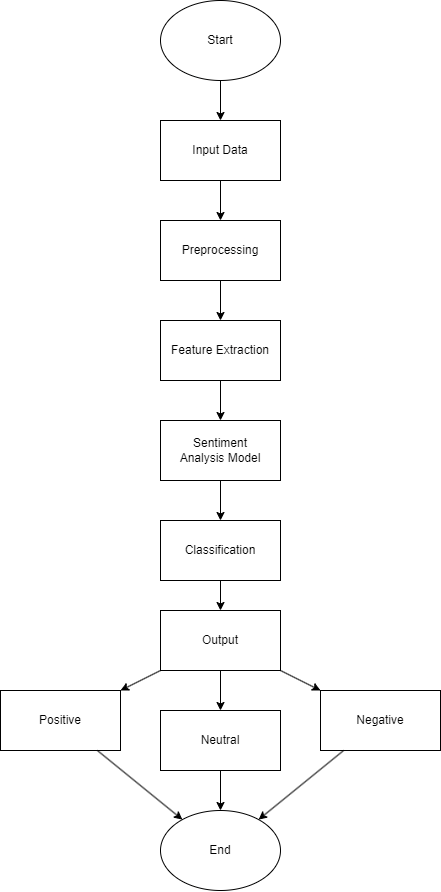 Start
Input Data
Preprocessing
Feature Extraction
Sentiment
Analysis Model
Classification
Output
Positive
Neutral
Negative
End